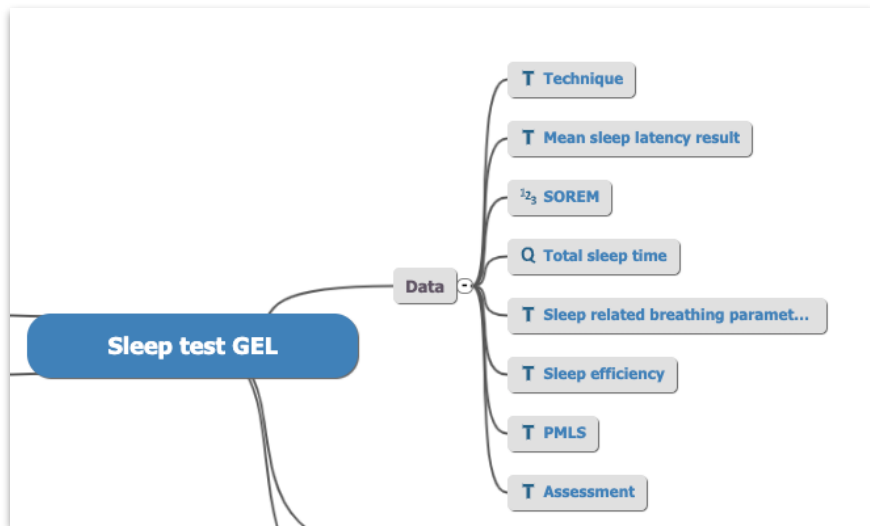 T Technique
T Mean sleep latency result
123 SOREM
Q Total sleep time
Data -
T Sleep related breathing paramet...
Sleep test GEL
T Sleep efficiency
T PMLS
T Assessment